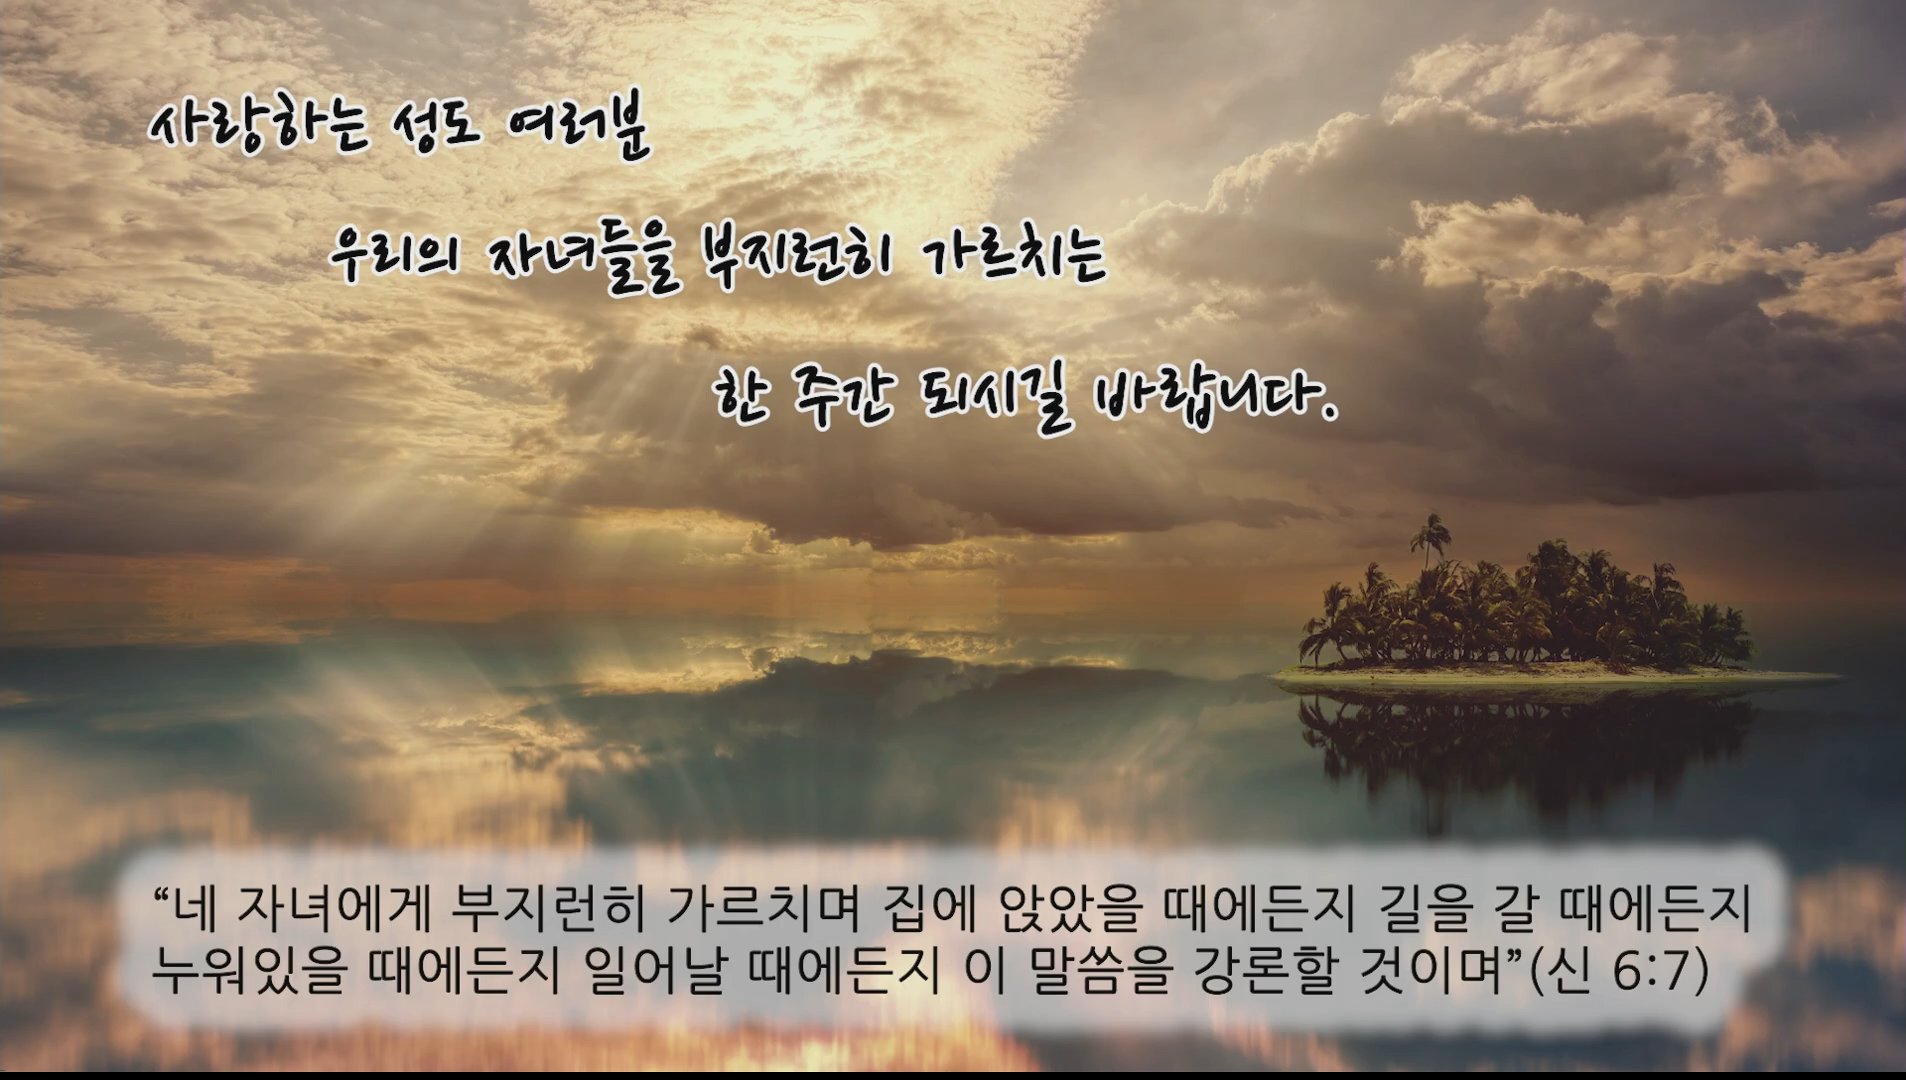 사랑하는 성도 여러분
우리의 자녀들을 부지런히 가르치는
한 주간 되시길 바랍니다.
“네 자녀에게 부지런히 가르치며 집에 앉았을 때에든지 길을 갈 때에든지
누워있을 때에든지 일어날 때에든지 이 말씀을 강론할 것이며”(신 6:7)